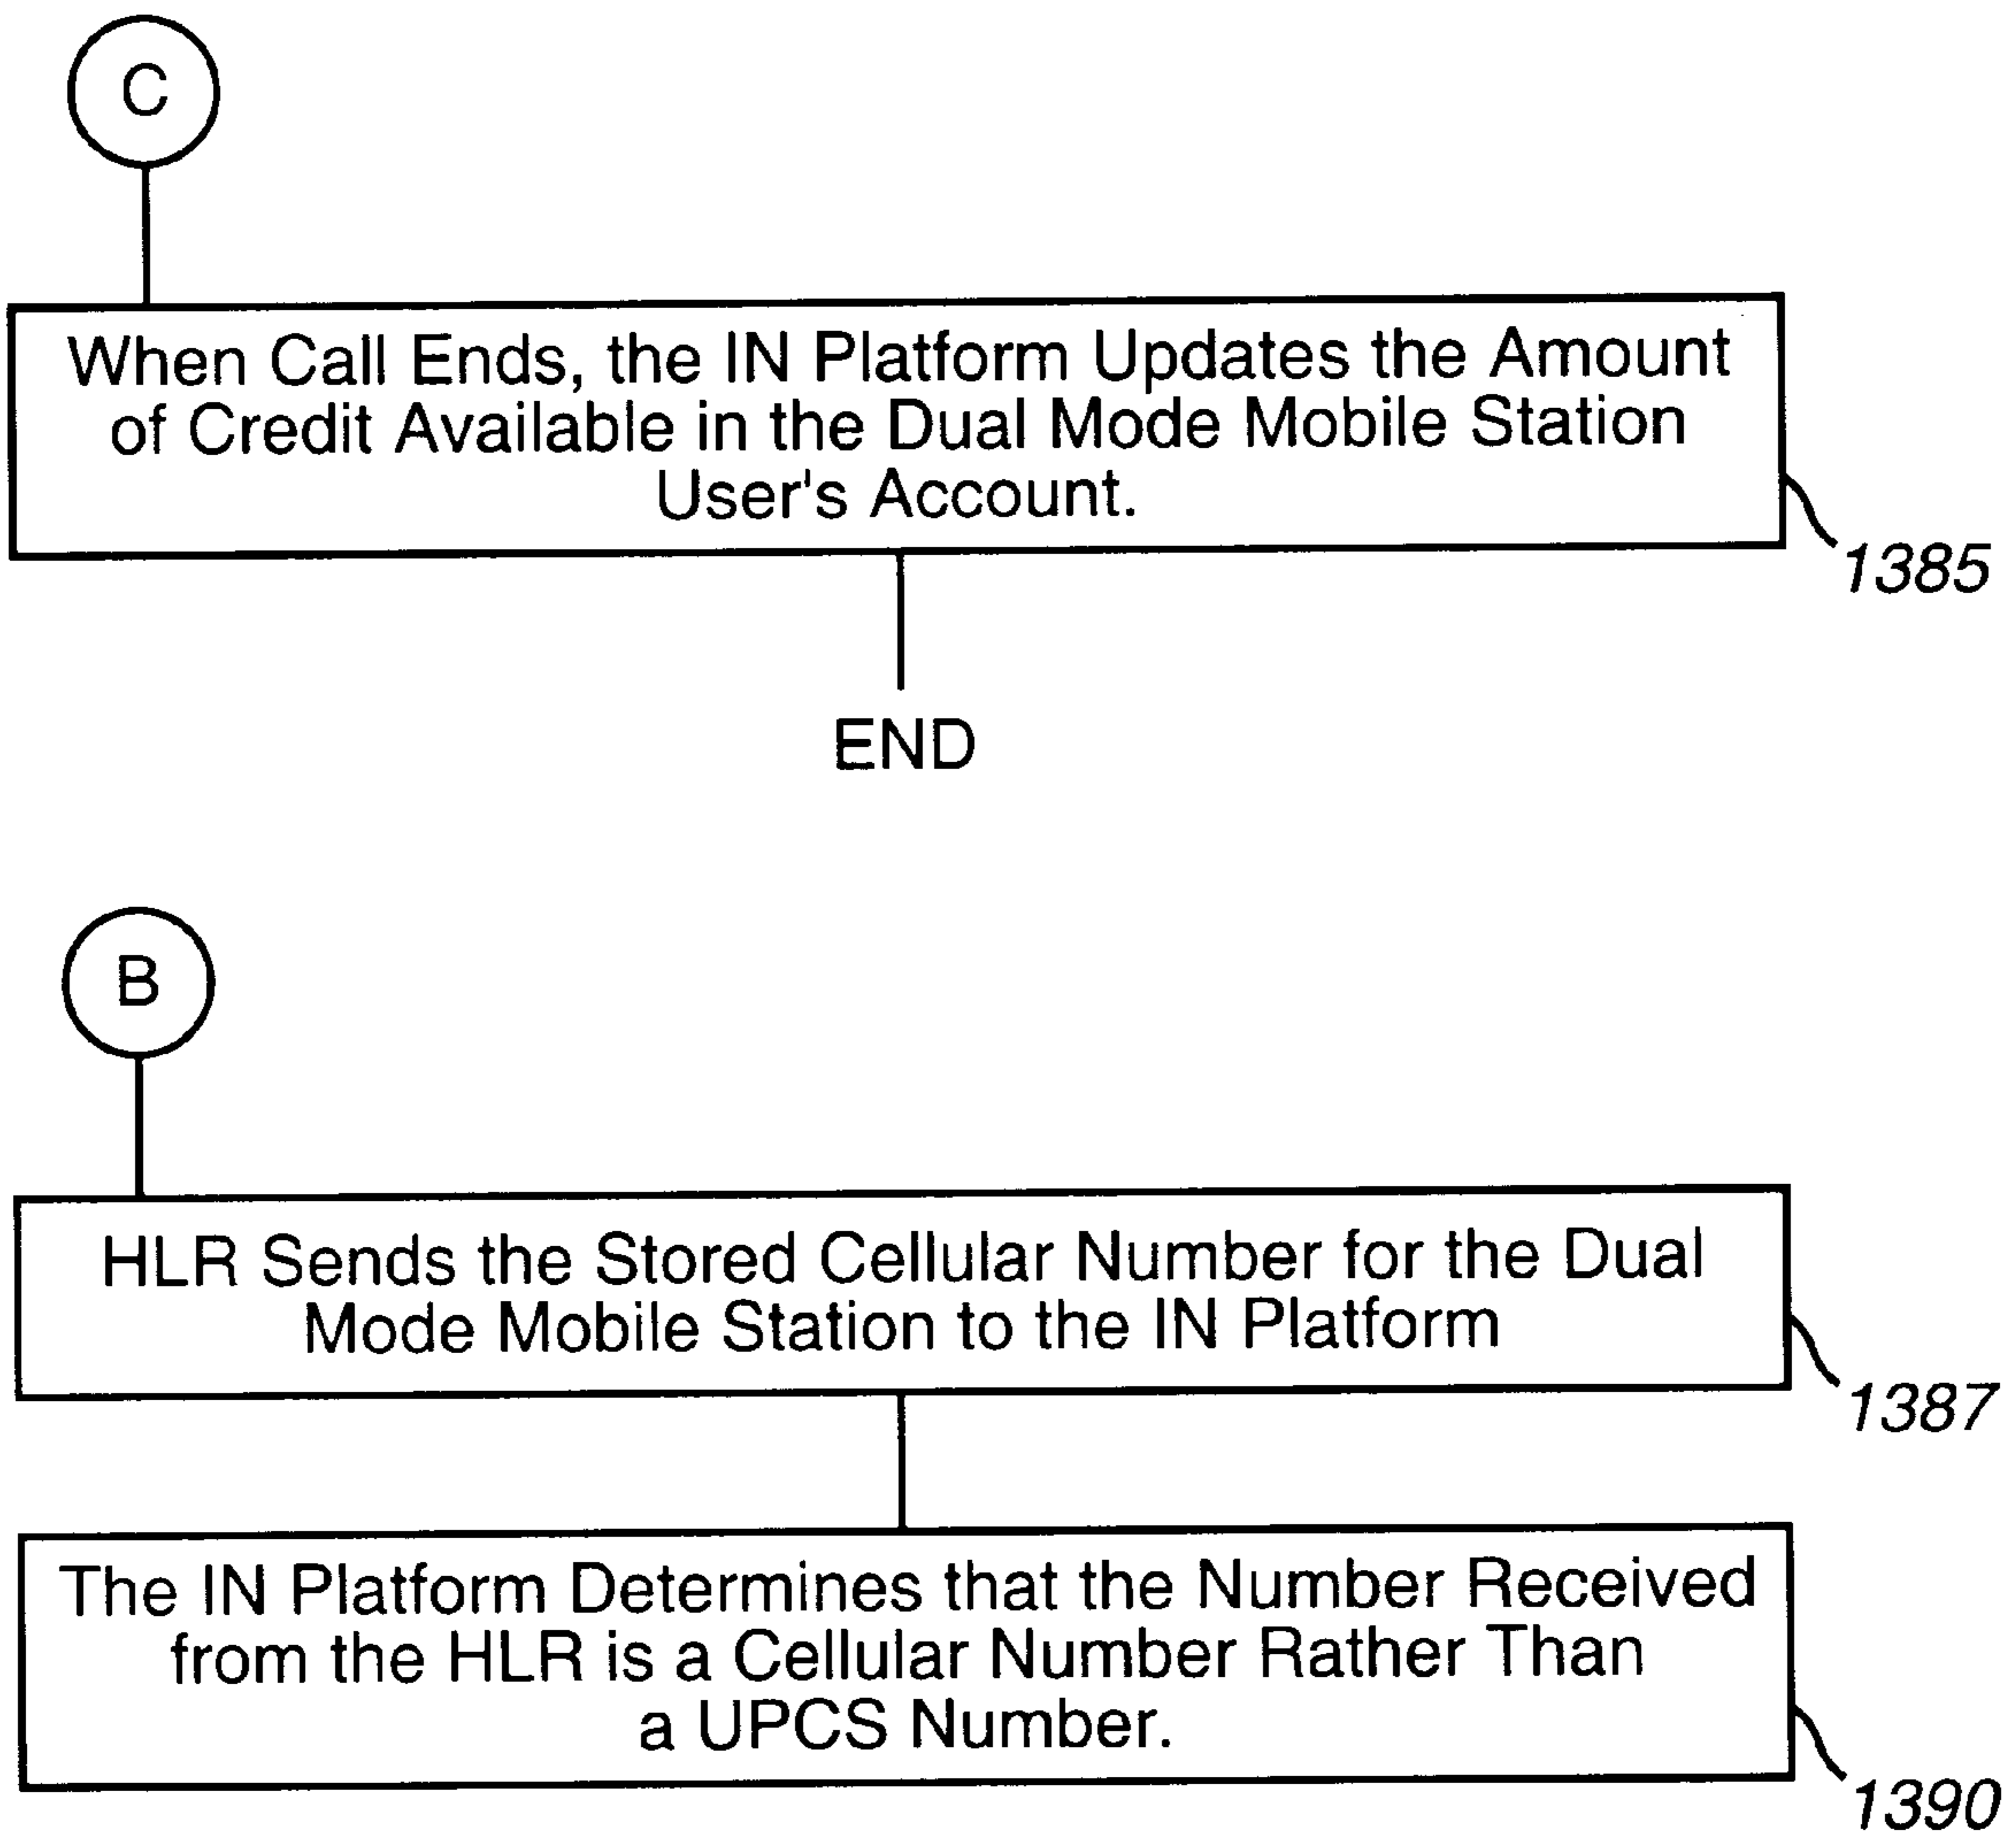 C
When Call Ends, the IN Platform Updates the Amount
of Credit Available in the Dual Mode Mobile Station
User's Account.
1385
END
B
HLR Sends the Stored Cellular Number for the Dual
Mode Mobile Station to the IN Platform
1387
The IN Platform Determines that the Number Received
from the HLR is a Cellular Number Rather Than
a UPCS Number.
1390